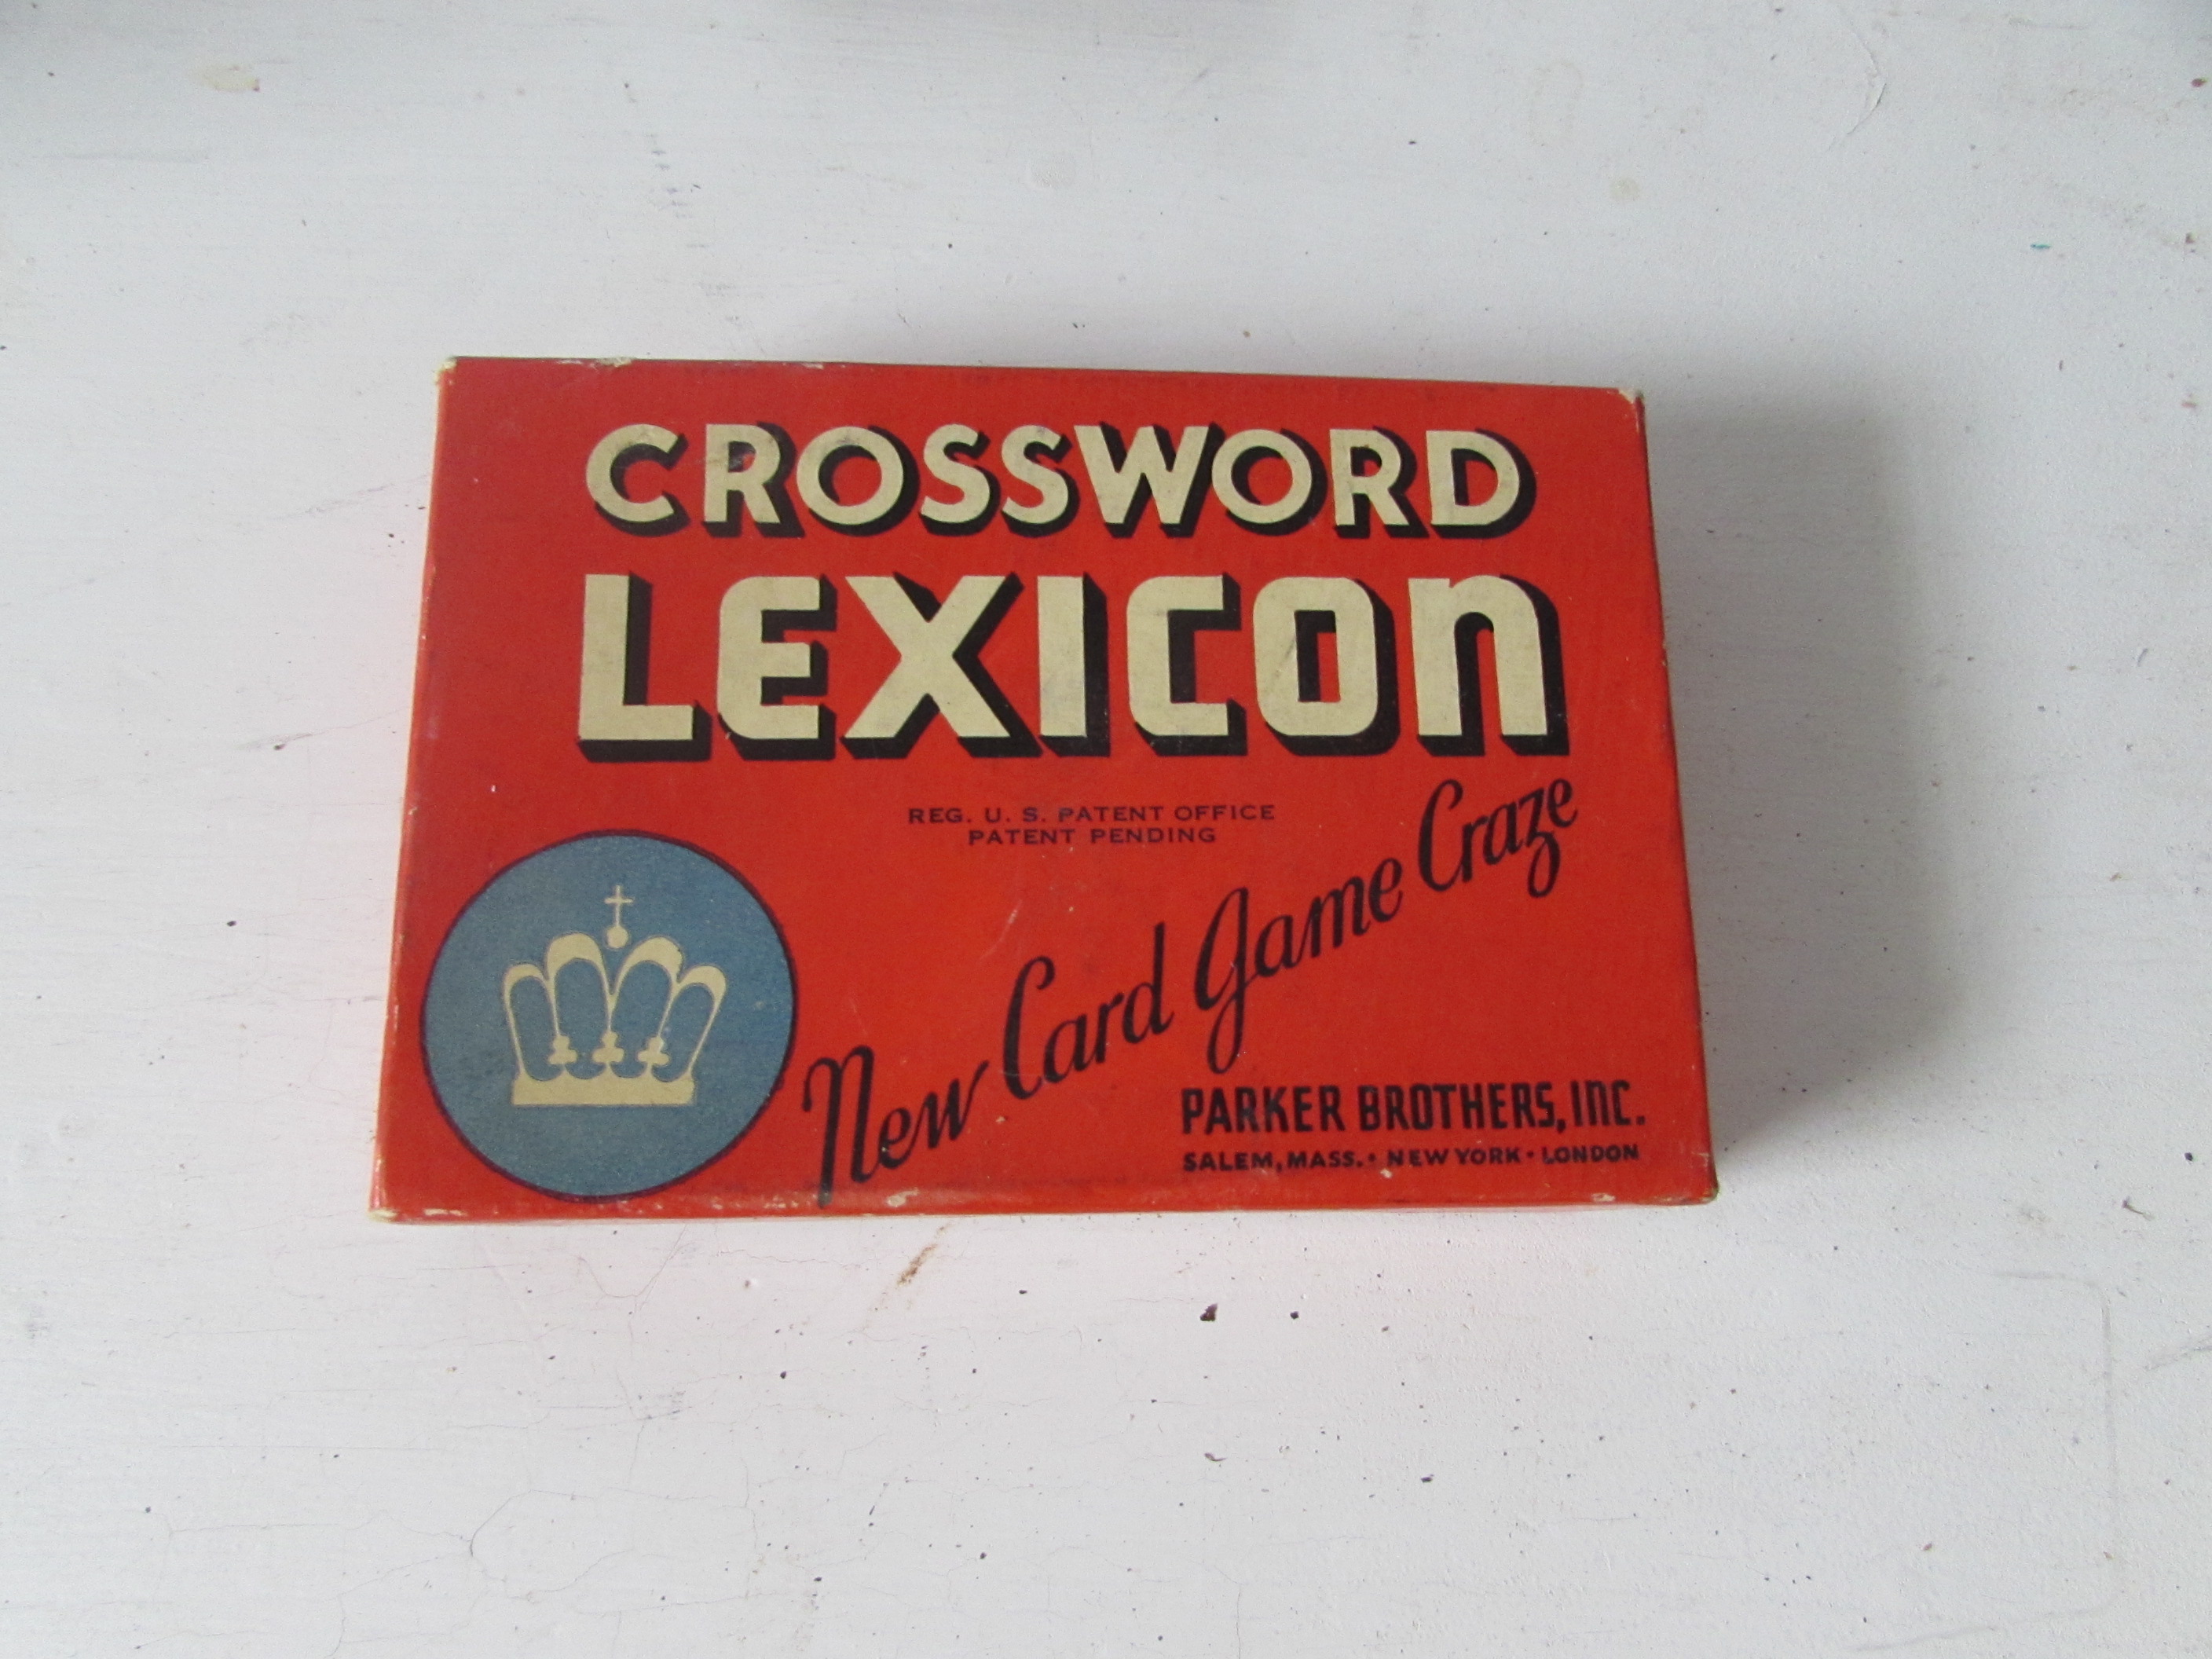 CROSSWORD
LEXICON
REG. U. S. PATENT OFFICE
PATENT PENDING
New Card Game Craze
PARKER BROTHERS, INC.
SALEM, MASS. • NEW YORK • LONDON